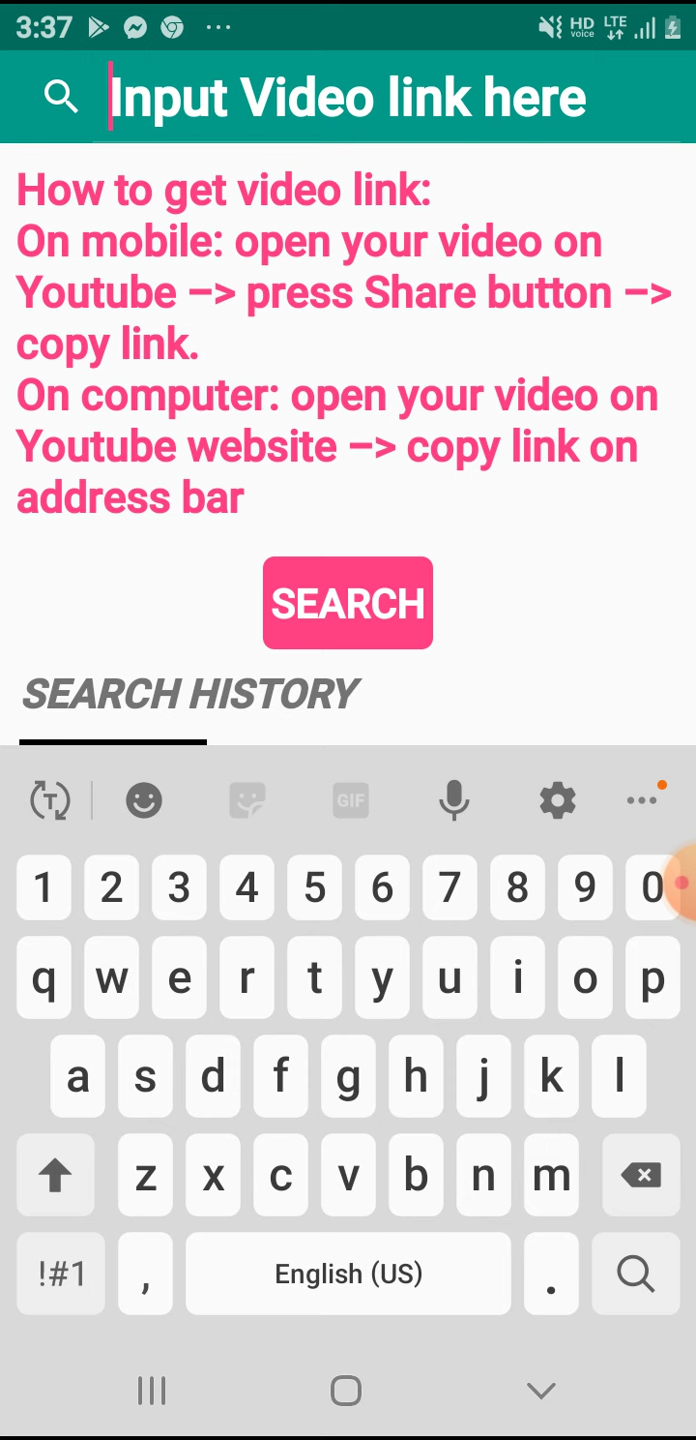 3:37 HD voice LTE
Input Video link here
How to get video link:
On mobile: open your video on
Youtube –> press Share button –>
copy link.
On computer: open your video on
Youtube website –> copy link on
address bar
SEARCH
SEARCH HISTORY
T GIF
1 2 3 4 5 6 7 8 9 0
q w e r t y u i o p
a s d f g h j k l
z x c v b n m
!#1 , English (US) .